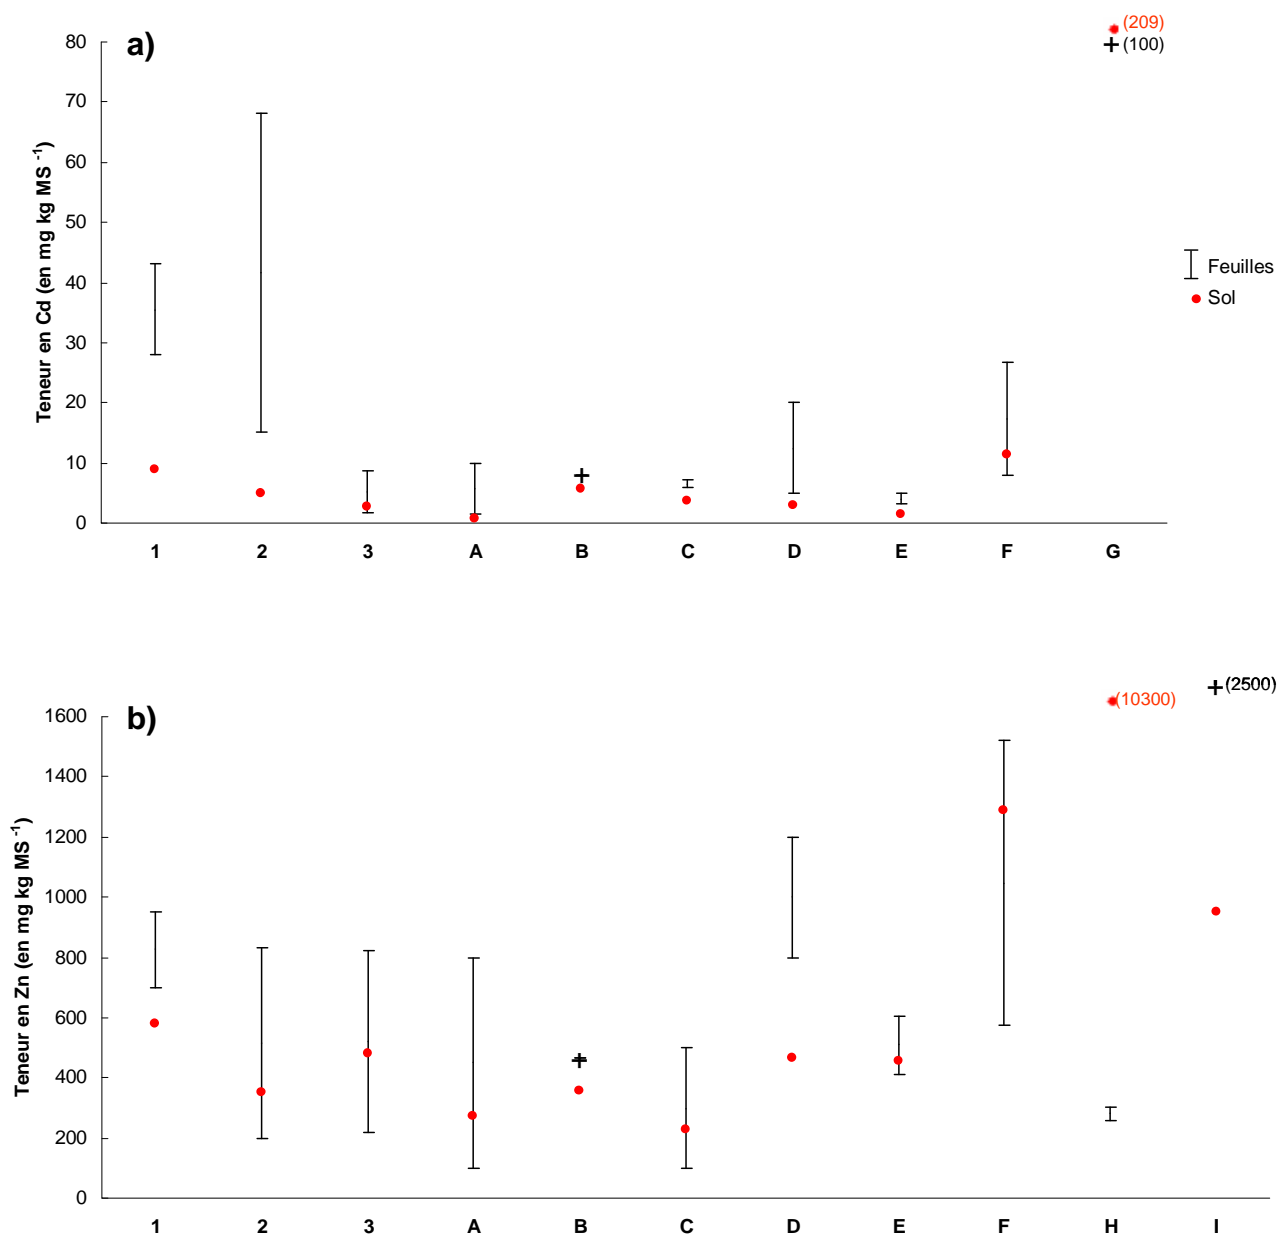 a)
(209)
(100)
80
70
60
50
40
30
20
10
0
Teneur en Cd (en mg kg MS -1)
1 2 3 A B C D E F G
Feuilles
Sol
b)
(10300)
(2500)
1600
1400
1200
1000
800
600
400
200
0
Teneur en Zn (en mg kg MS -1)
1 2 3 A B C D E F H I